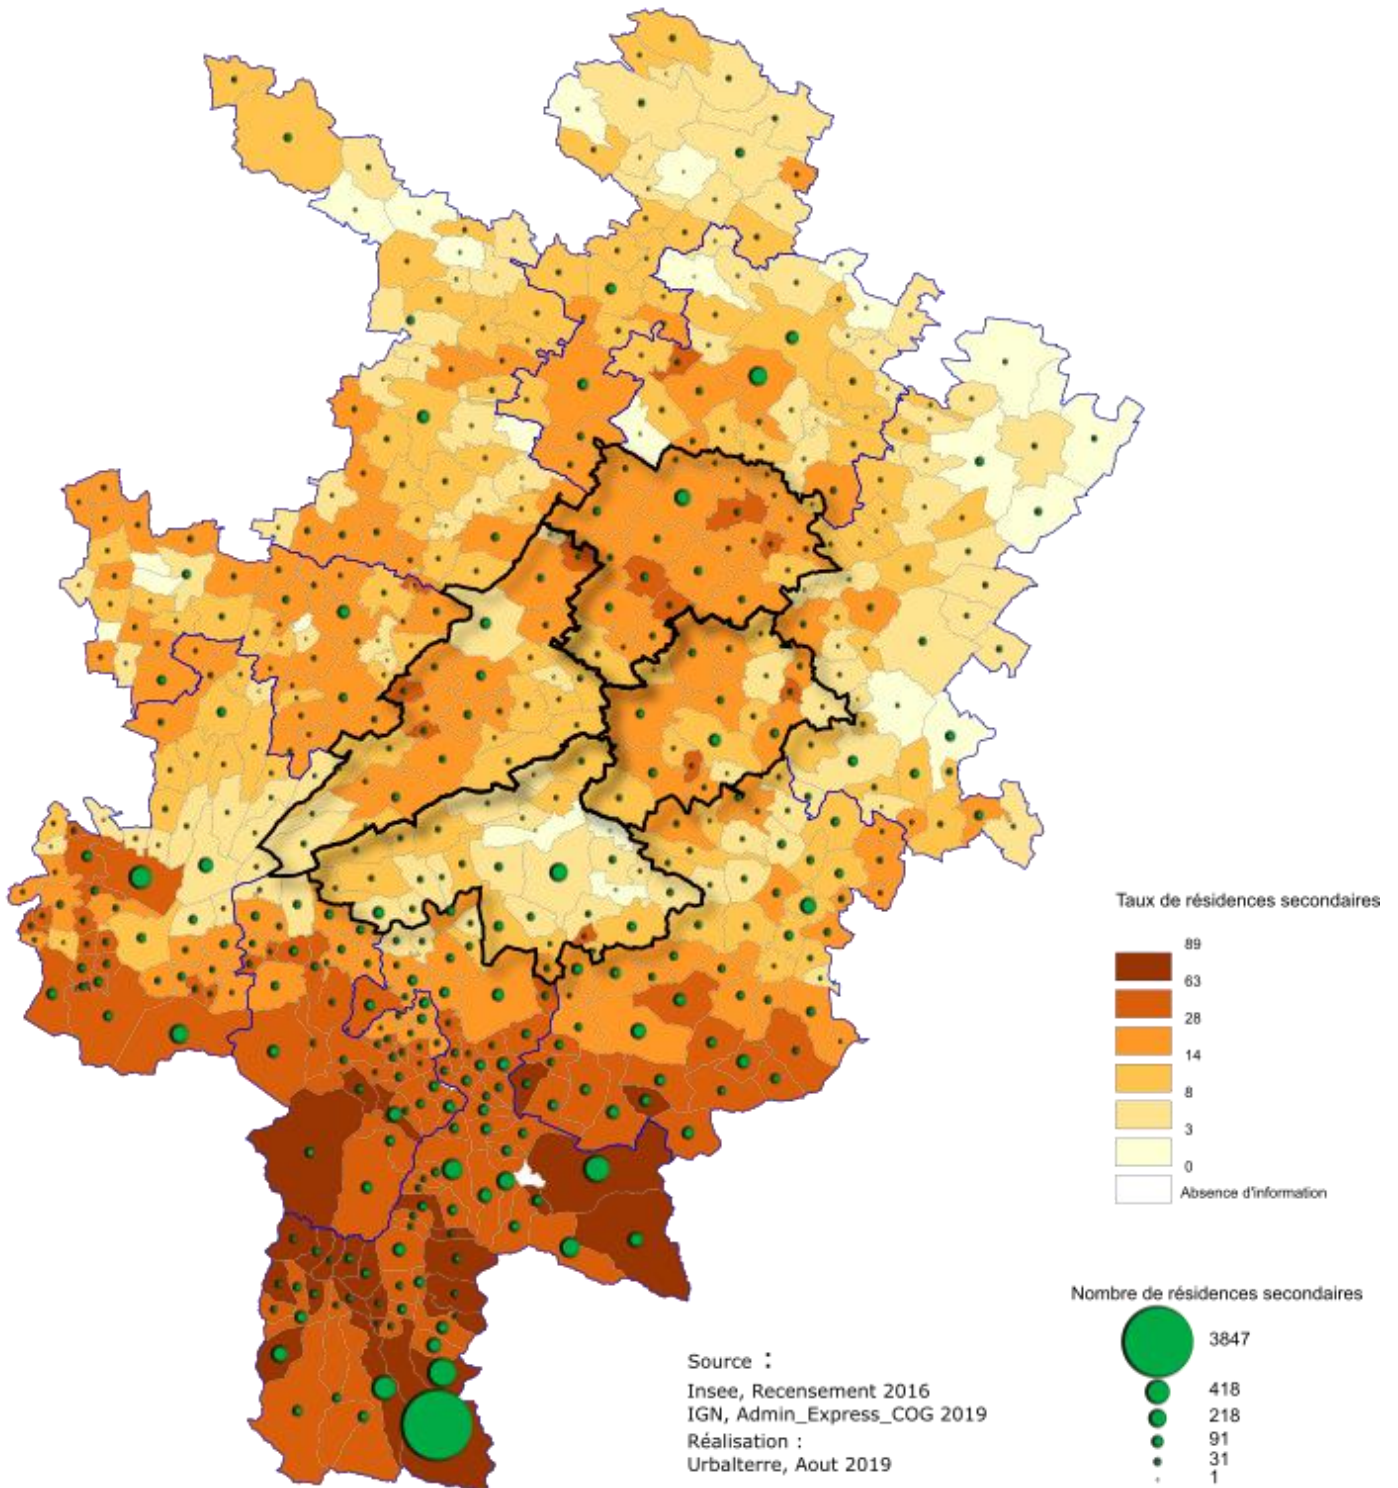 Taux de résidences secondaires
89
63
28
14
8
3
0
Absence d'information
Nombre de résidences secondaires
3847
418
218
91
31
1
Source :
Insee, Recensement 2016
IGN, Admin_Express_COG 2019
Réalisation :
Urbalterre, Aout 2019